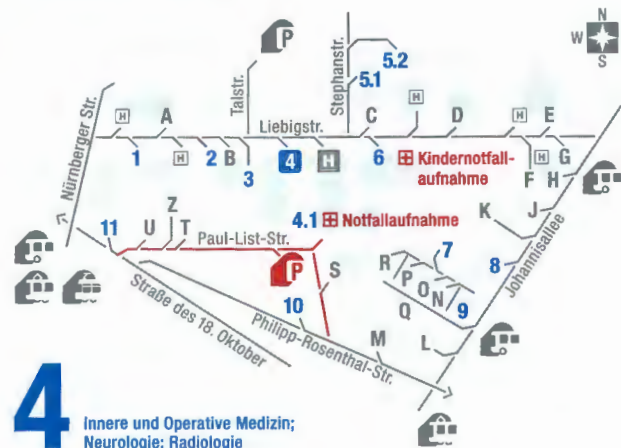 N
W
S
P
5.2
5.1
Stephanstr.
Talstr.
Nürnberger Str.
H
A
Liebigstr.
C
H
D
H
E
1
H
2
B
3
4
H
6
Kindernotfall-
aufnahme
F
H
G
H
J
K
Johannisallee
11
U
Z
T
Paul-List-Str.
4.1
Notfallaufnahme
P
S
R
P
O
N
7
8
9
Q
10
Straße des 18. Oktober
Philipp-Rosenthal-Str.
M
L
4
Innere und Operative Medizin;
Neurologie; Radiologie